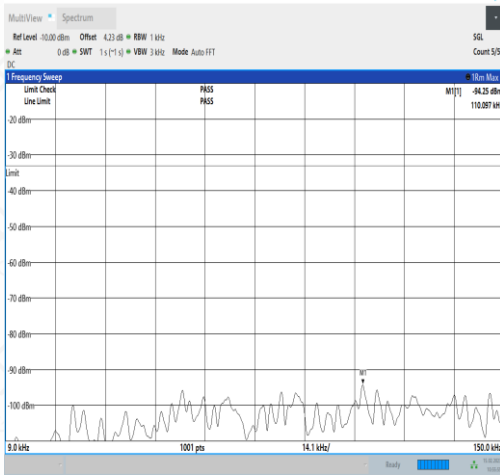 MultiView Spectrum
Ref Level -10.00 dBm Offset 4.23 dB RBW 1 kHz SGL
Att 0 dB SWT 1 s (~1 s) VBW 3 kHz Mode Auto FFT Count 5/5
DC
1 Frequency Sweep 1Rm Max
Limit Check PASS M1[1] -94.25 dBm
Line Limit PASS 110.097 kH
-20 dBm
-30 dBm
Limit
-40 dBm
-50 dBm
-60 dBm
-70 dBm
-80 dBm
-90 dBm
M1
-100 dBm
9.0 kHz 1001 pts 14.1 kHz/ 150.0 kHz
Ready